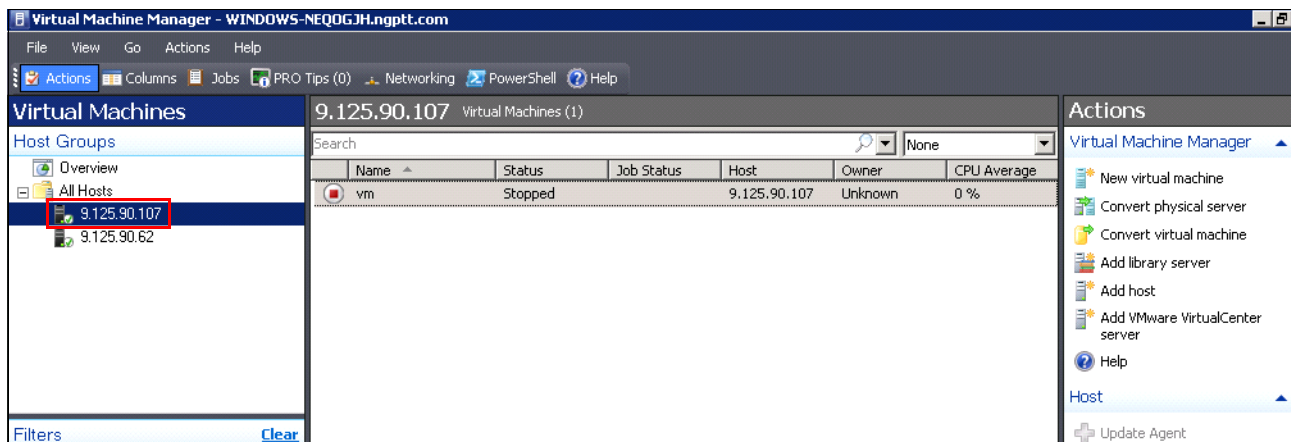 Virtual Machine Manager - WINDOWS-NEQOGJH.ngptt.com
File View Go Actions Help
Actions Columns Jobs PRO Tips (0) Networking PowerShell Help
Virtual Machines
Host Groups
Overview
All Hosts
9.125.90.107
9.125.90.62
Filters Clear
9.125.90.107 Virtual Machines (1)
Search None
Name Status Job Status Host Owner CPU Average
vm Stopped 9.125.90.107 Unknown 0 %
Actions
Virtual Machine Manager
New virtual machine
Convert physical server
Convert virtual machine
Add library server
Add host
Add VMware VirtualCenter
server
Help
Host
Update Agent